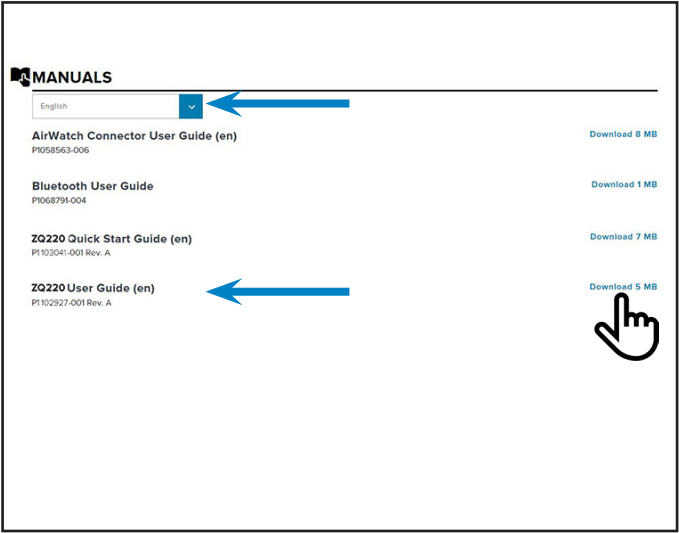 MANUALS
English
AirWatch Connector User Guide (en)
Download 8 MB
P1058563-006
Bluetooth User Guide
Download 1 MB
P1068791-004
ZQ220 Quick Start Guide (en)
Download 7 MB
P1103041-001 Rev. A
ZQ220 User Guide (en)
Download 5 MB
P1102927-001 Rev. A